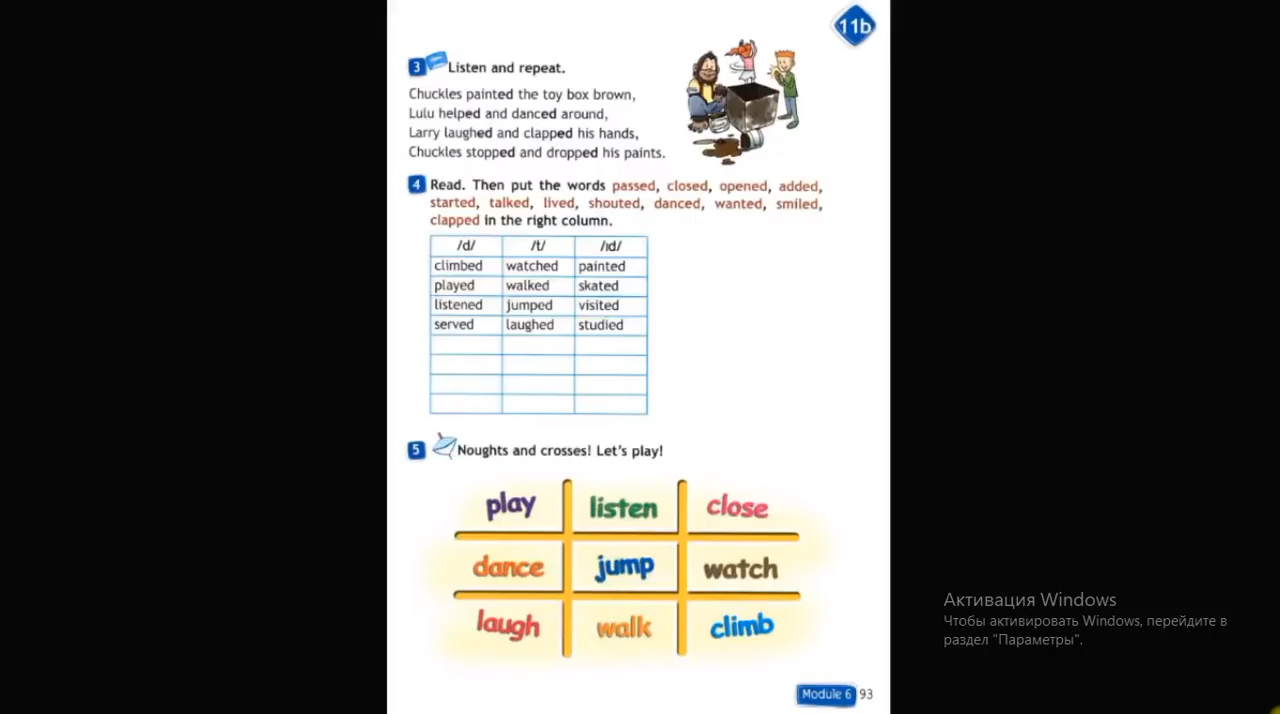 11b
3 Listen and repeat.
Chuckles painted the toy box brown,
Lulu helped and danced around,
Larry laughed and clapped his hands,
Chuckles stopped and dropped his paints.
4 Read. Then put the words passed, closed, opened, added,
started, talked, lived, shouted, danced, wanted, smiled,
clapped in the right column.
/d/ /t/ /ɪd/
climbed watched painted
played walked skated
listened jumped visited
served laughed studied
5 Noughts and crosses! Let's play!
play listen close
dance jump watch
laugh walk climb
Активация Windows
Чтобы активировать Windows, перейдите в
раздел "Параметры".
Module 6 93